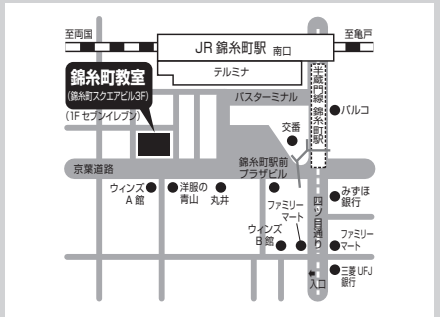 至両国
JR 錦糸町駅 南口
至亀戸
テルミナ
錦糸町教室
(錦糸町スクエアビル3F)
(1F セブンイレブン)
バスターミナル
半蔵門線 錦糸町駅
パルコ
交番
京葉道路
錦糸町駅前
プラザビル
ウィンズ
A 館
洋服の
青山
丸井
ファミリー
マート
四ツ目通り
みずほ
銀行
ウィンズ
B 館
ファミリー
マート
入口
三菱 UFJ
銀行